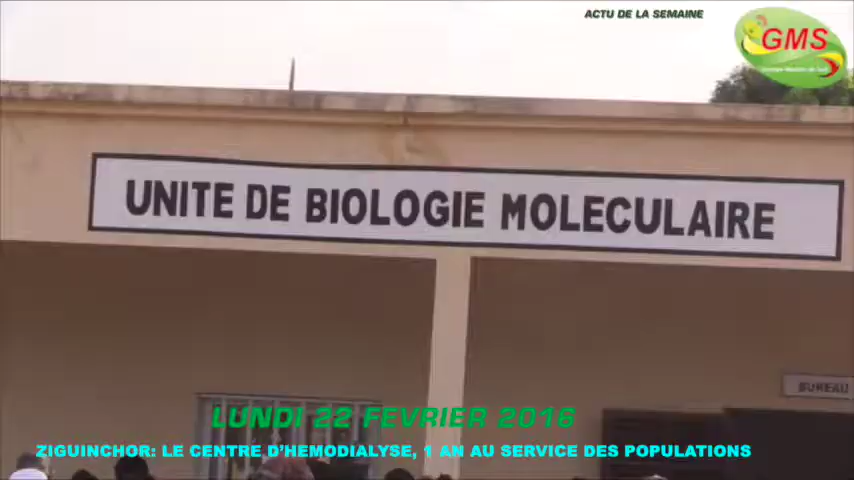 ACTU DE LA SEMAINE
GMS
UNITE DE BIOLOGIE MOLECULAIRE
BUREAU
LUNDI 22 FEVRIER 2016
ZIGUINCHOR: LE CENTRE D'HEMODIALYSE, 1 AN AU SERVICE DES POPULATIONS